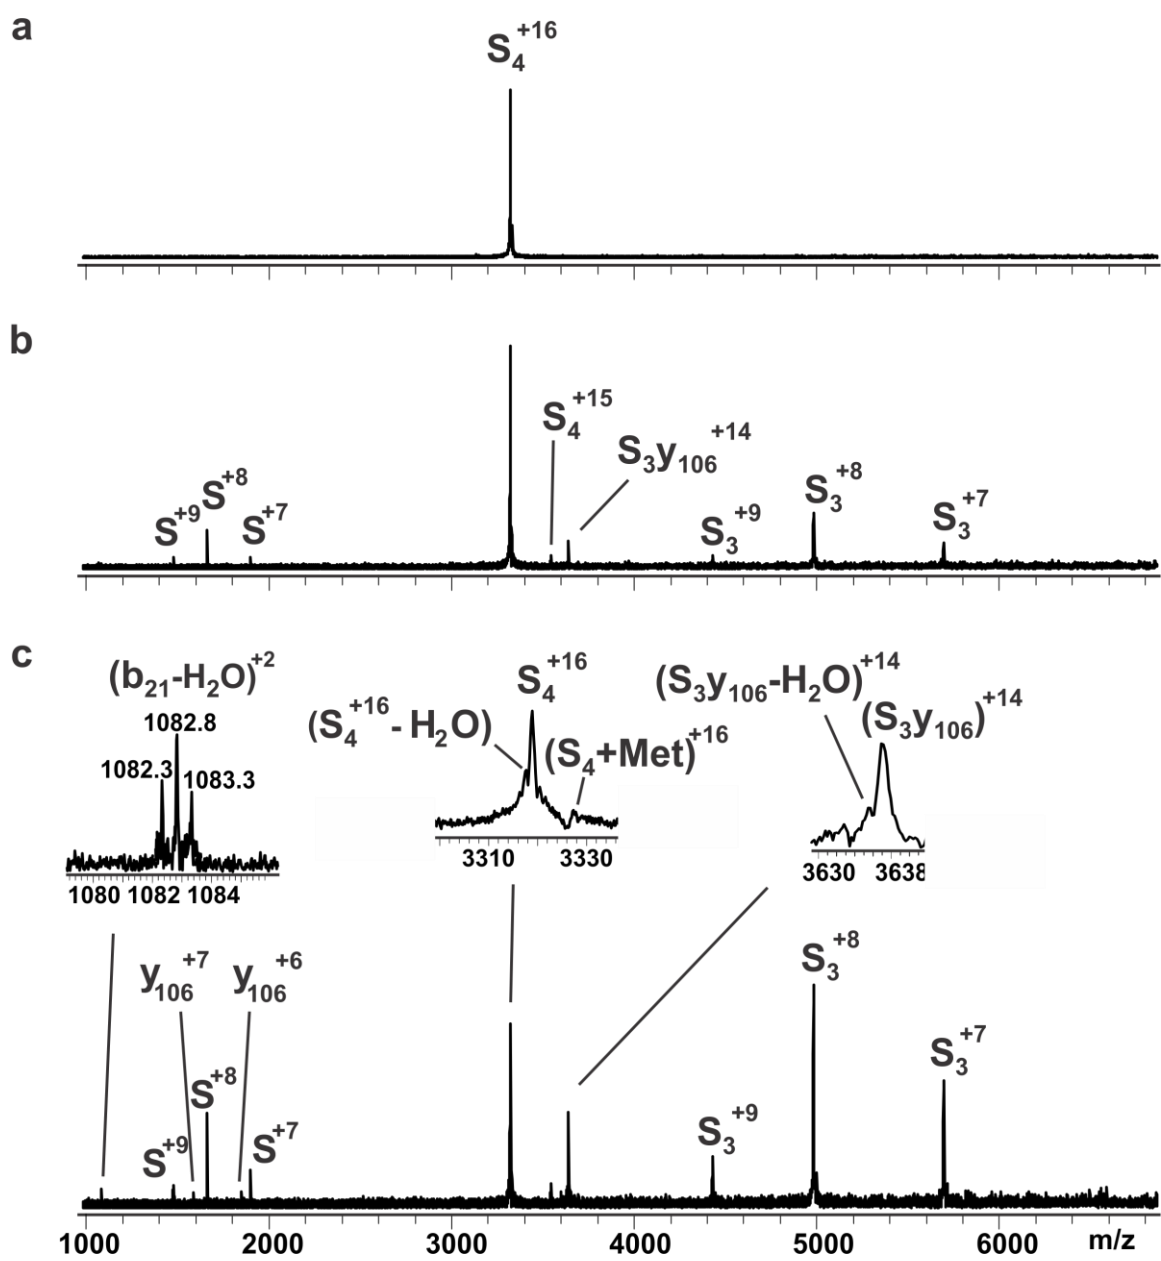 a
S4+16
b
S+9 S+8 S+7
S4+15
S3y106+14
S3+9 S3+8 S3+7
c
(b21-H2O)+2
1082.8
1082.3 1083.3
1080 1082 1084
S4+16
(S4+16- H2O)
(S4+Met)+16
3310 3330
(S3y106-H2O)+14
(S3y106)+14
3630 3638
y106+7 y106+6
S+9 S+8 S+7
S3+9 S3+8 S3+7
1000 2000 3000 4000 5000 6000 m/z